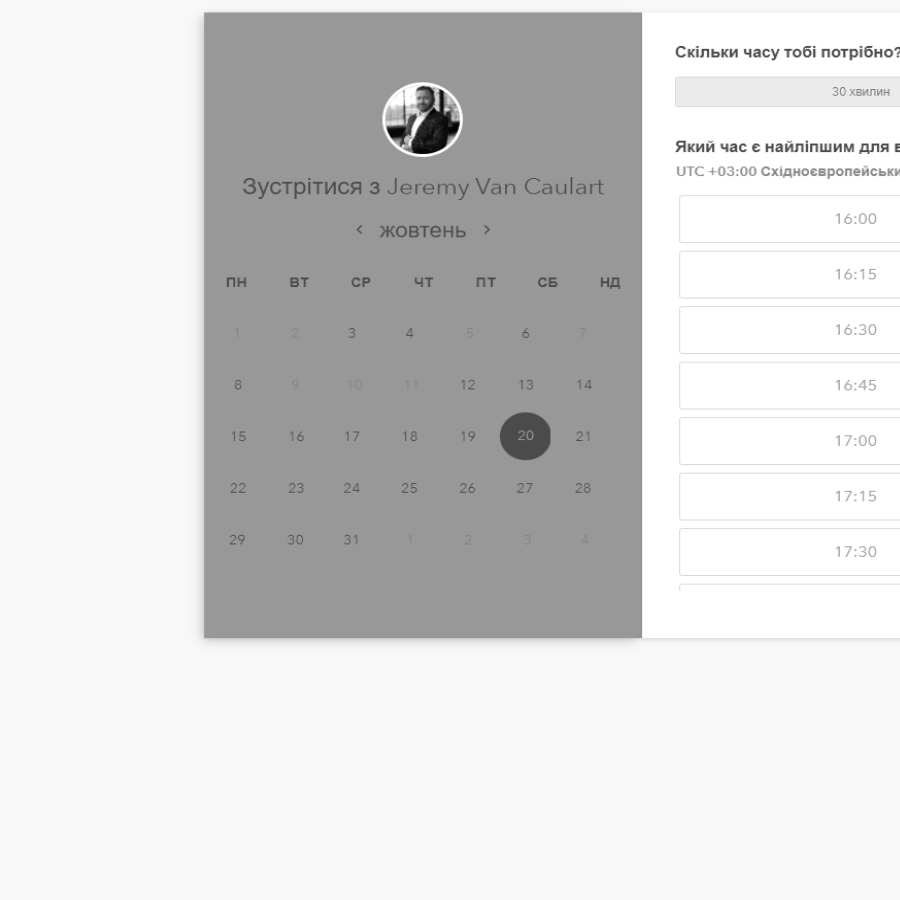 Зустрітися з Jeremy Van Caulart
< жовтень >
ПН ВТ СР ЧТ ПТ СБ НД
1 2 3 4 5 6 7
8 9 10 11 12 13 14
15 16 17 18 19 20 21
22 23 24 25 26 27 28
29 30 31 1 2 3 4
Скільки часу тобі потрібно?
30 хвилин
Який час є найліпшим для в
UTC +03:00 Східноєвропейськи
16:00
16:15
16:30
16:45
17:00
17:15
17:30